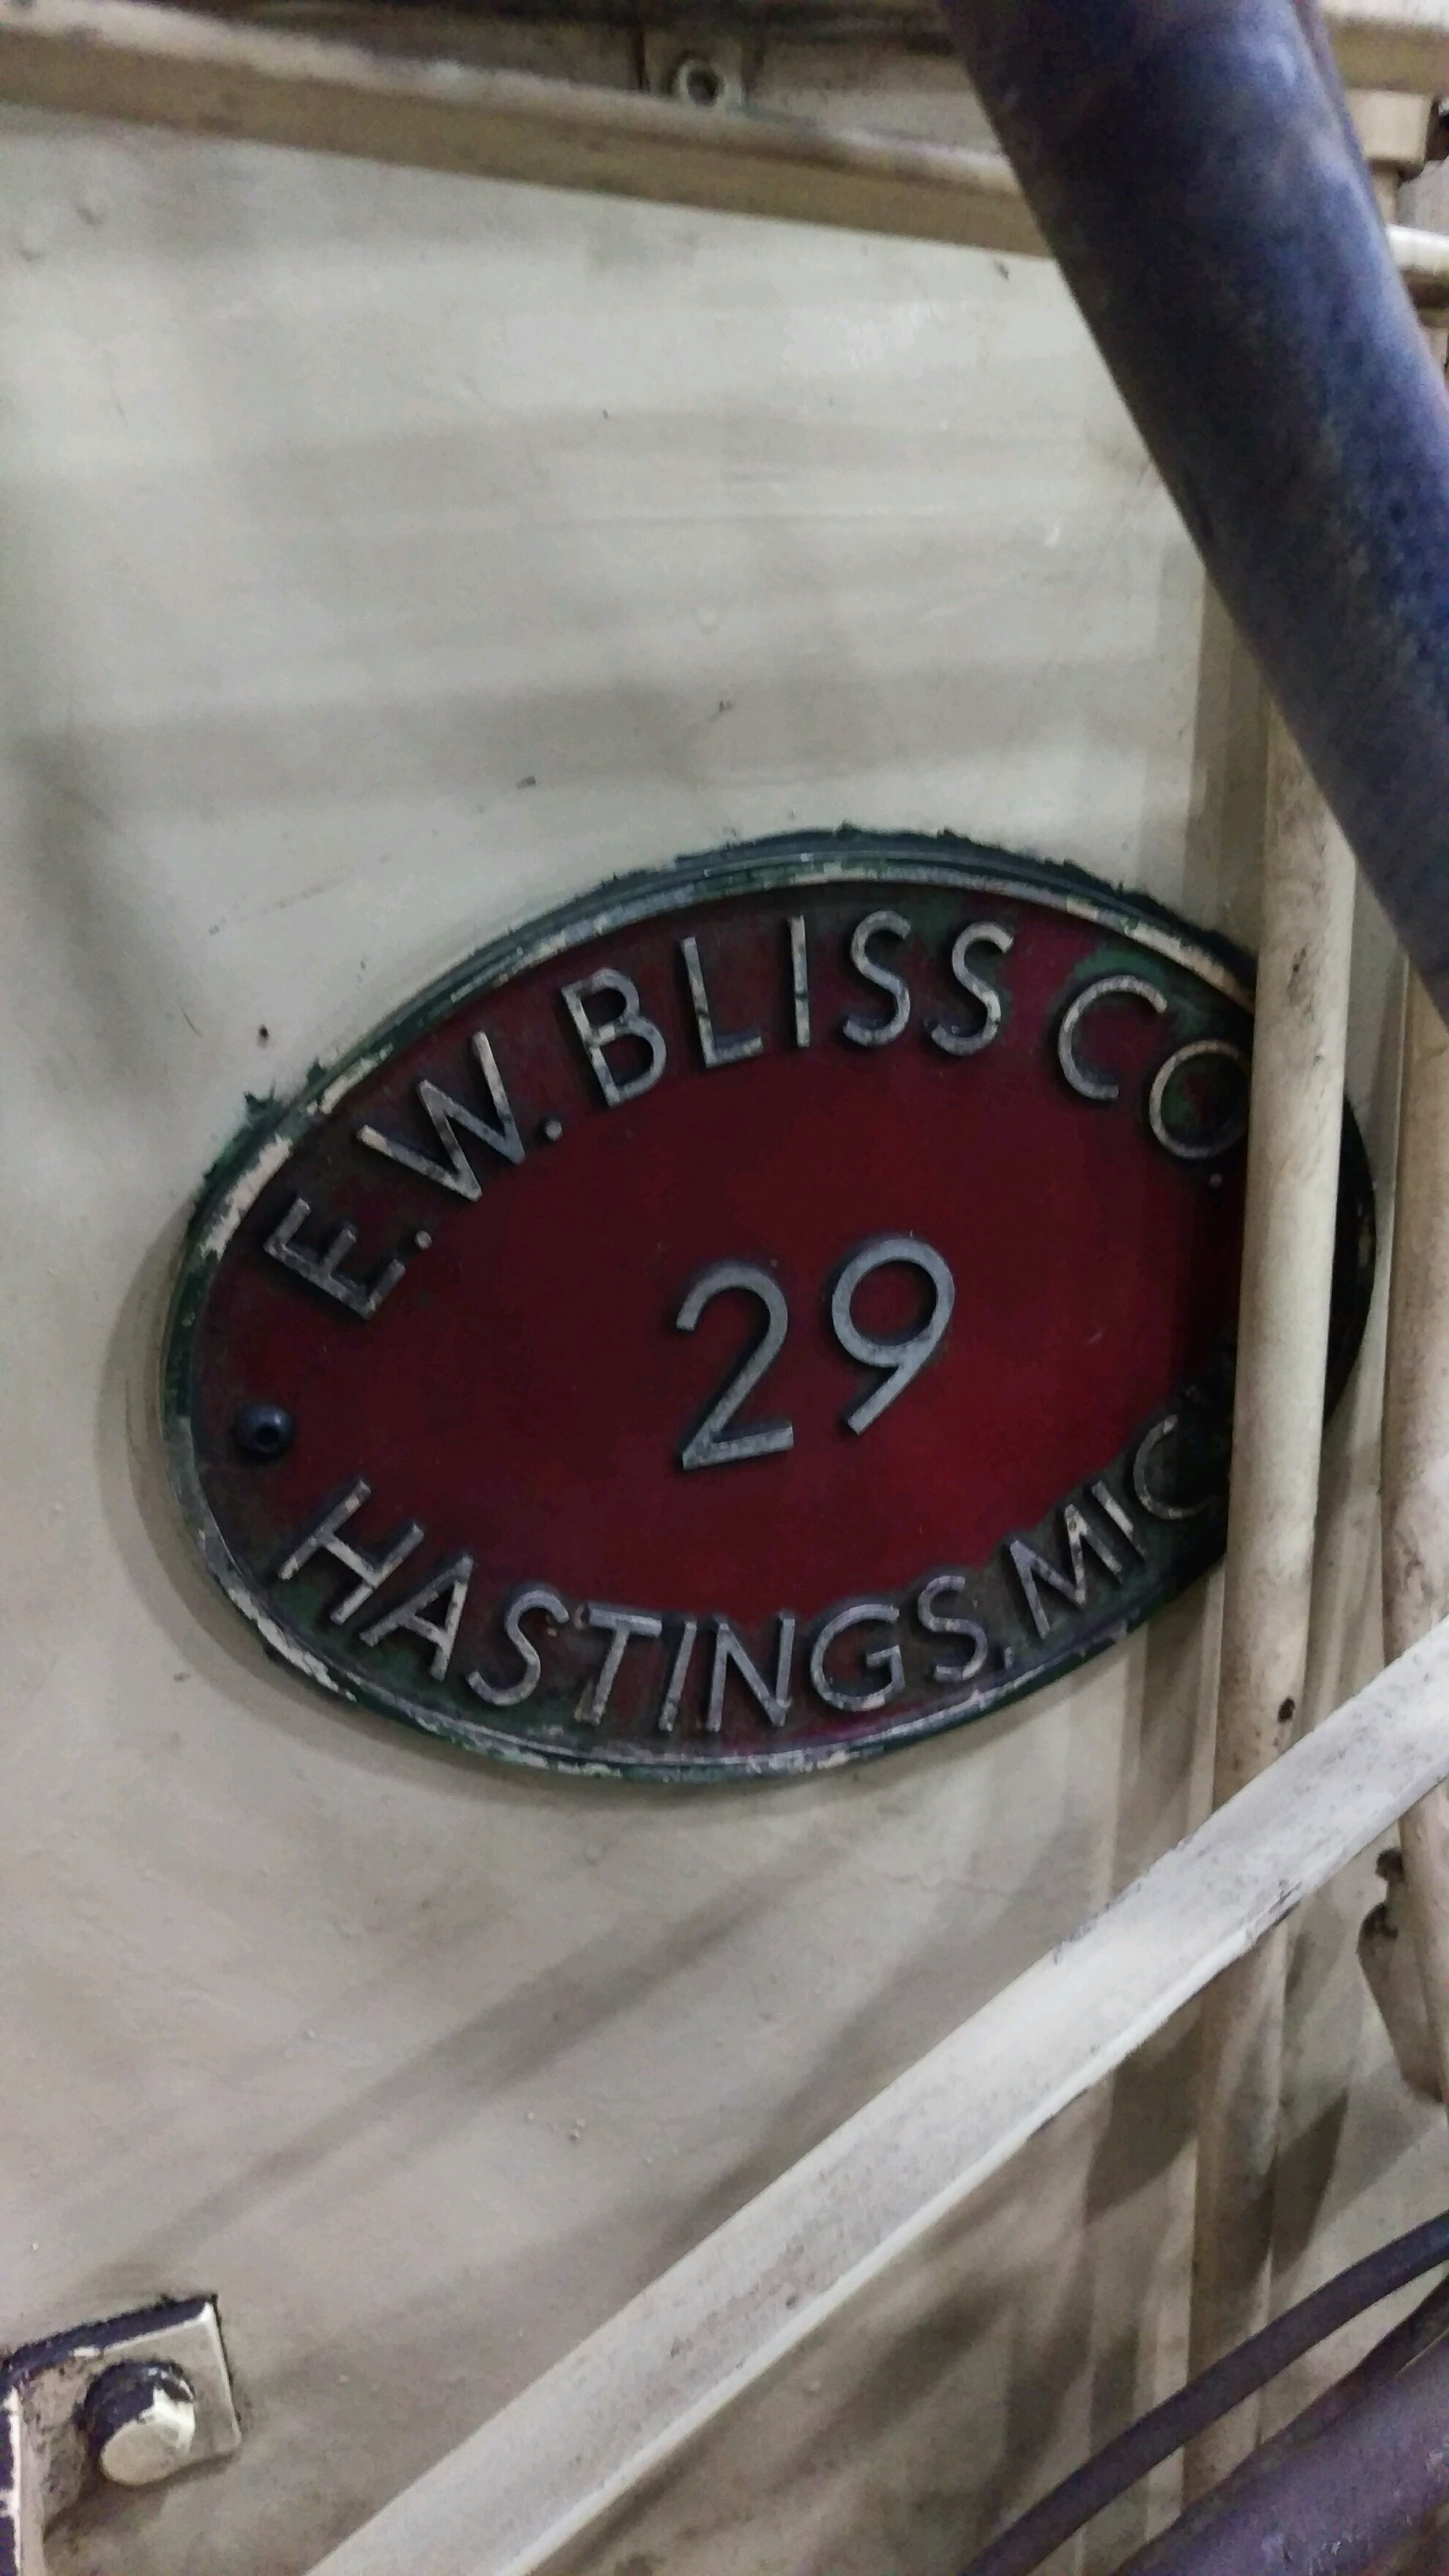 E.W. BLISS CO.
29
HASTINGS, MIC